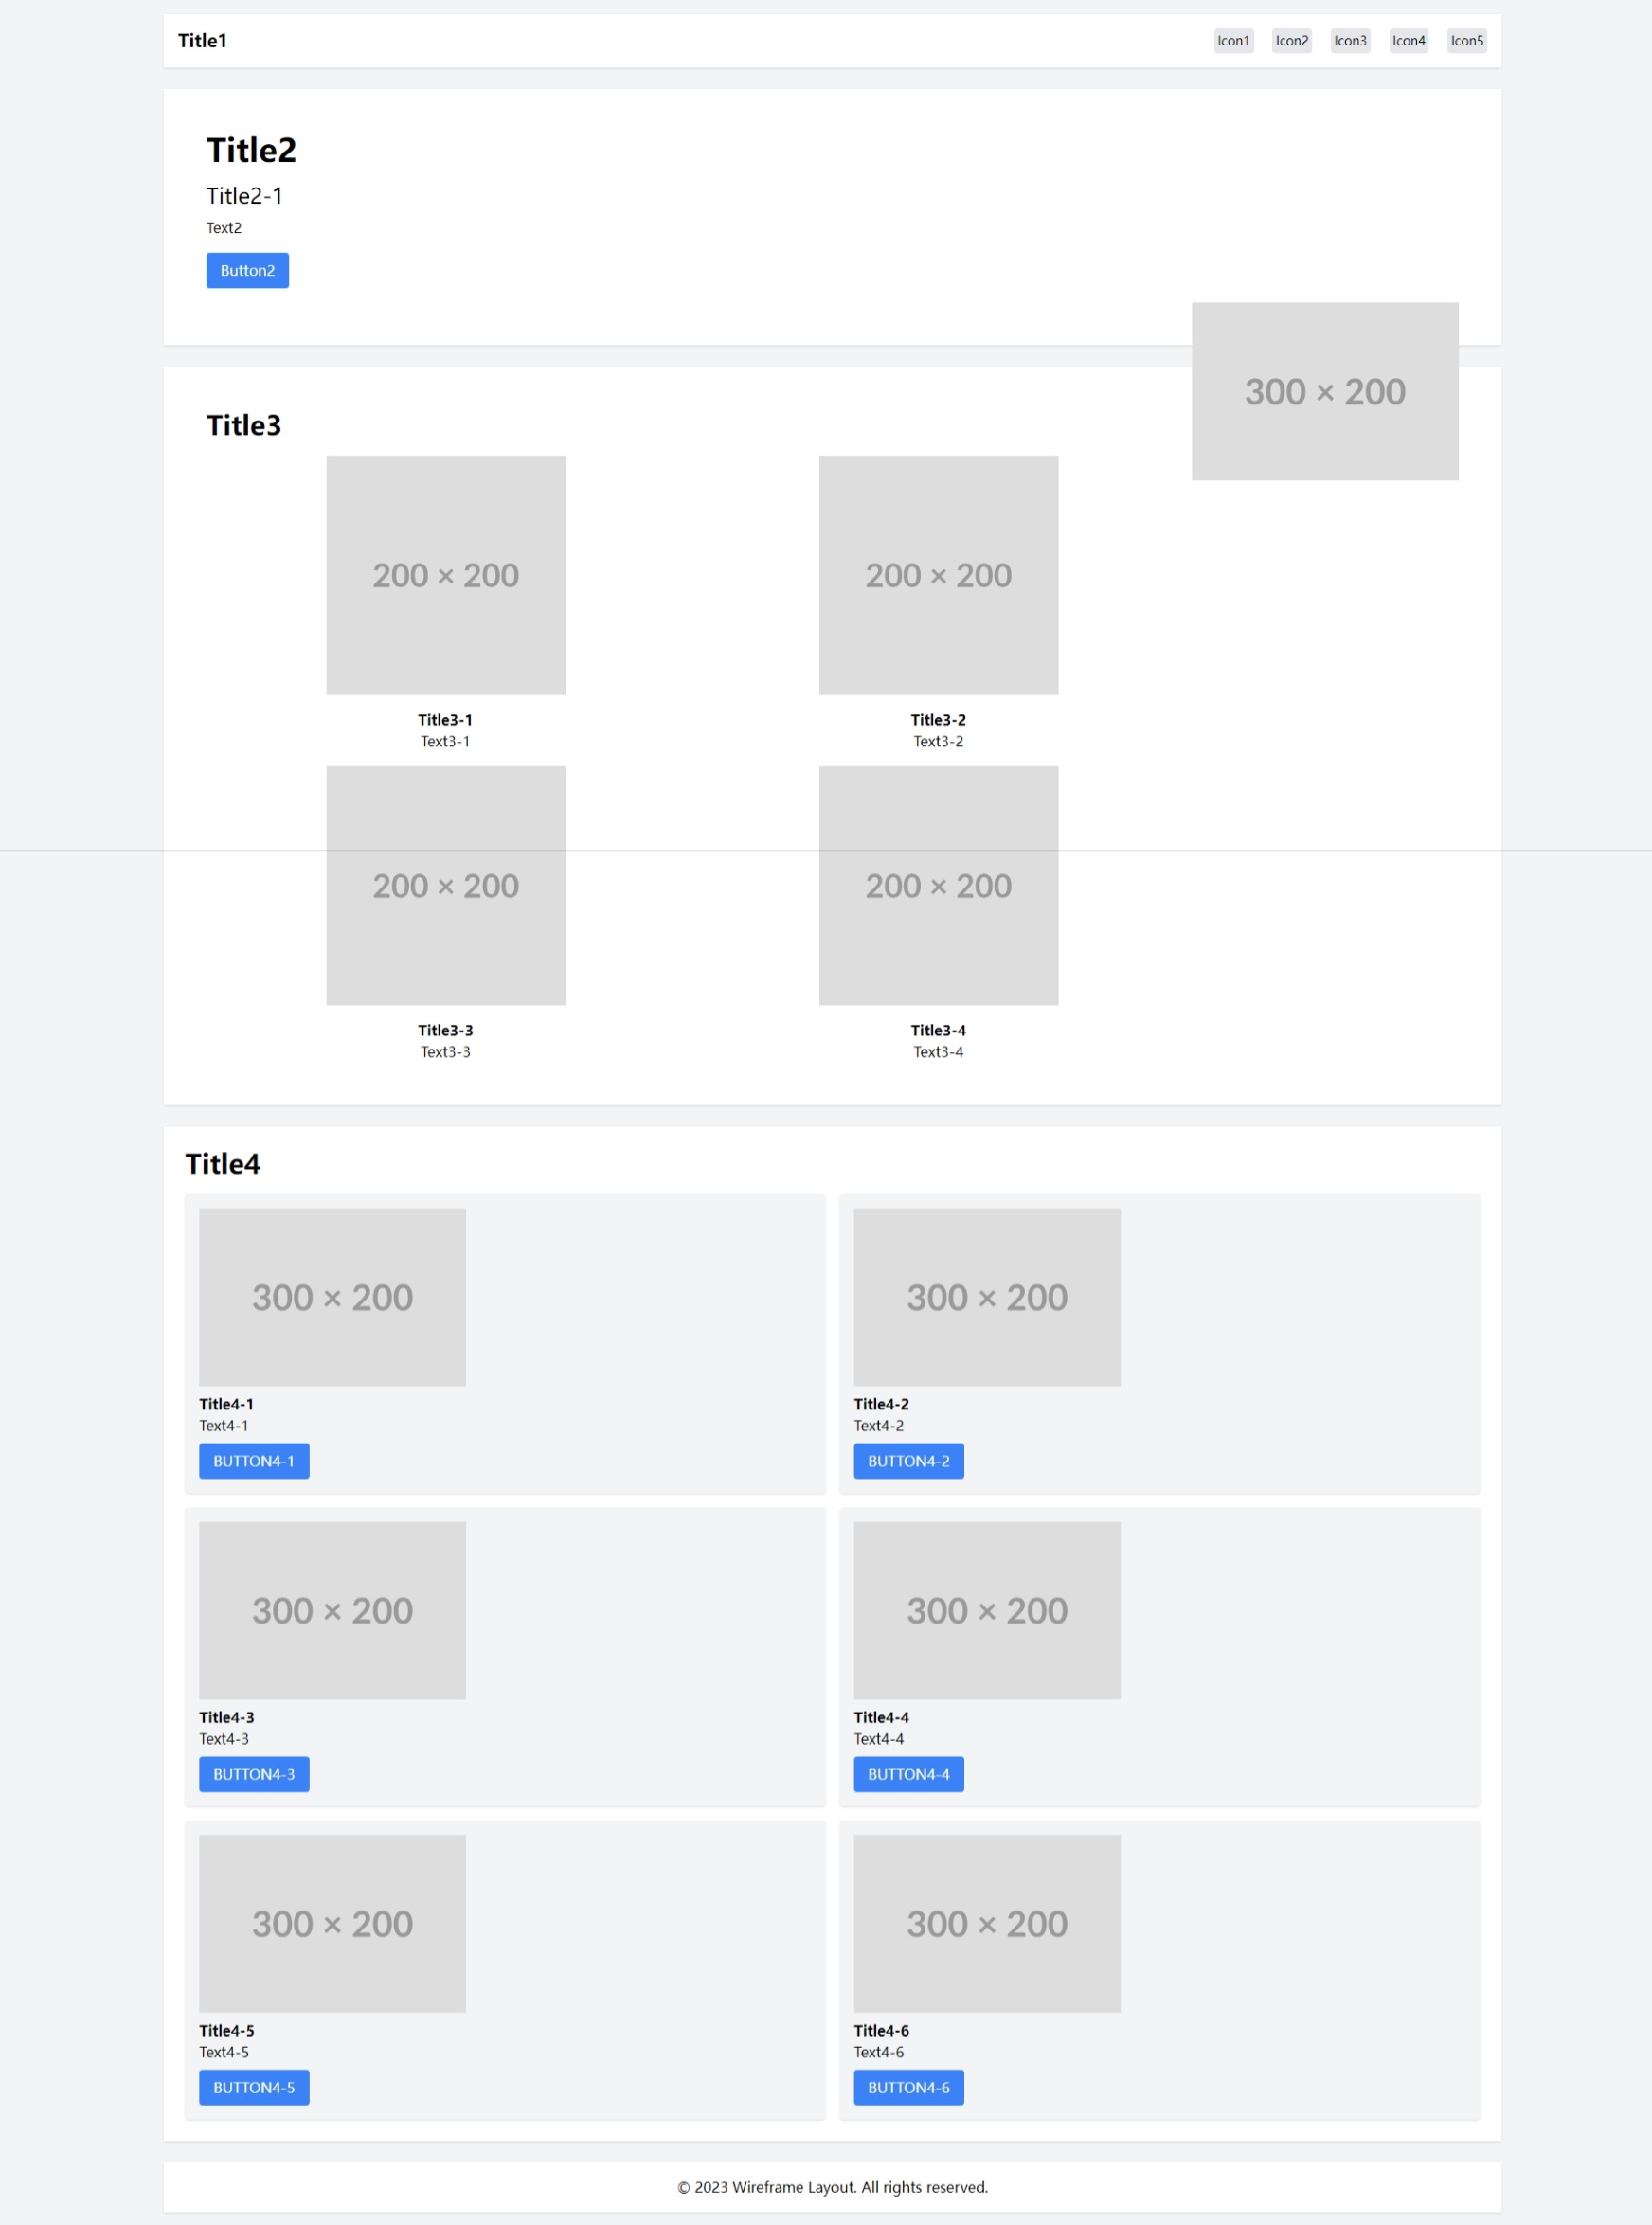 Title1
Icon1 Icon2 Icon3 Icon4 Icon5
Title2
Title2-1
Text2
Button2
300 × 200
Title3
200 × 200 200 × 200
Title3-1 Title3-2
Text3-1 Text3-2
200 × 200 200 × 200
Title3-3 Title3-4
Text3-3 Text3-4
Title4
300 × 200 300 × 200
Title4-1 Title4-2
Text4-1 Text4-2
BUTTON4-1 BUTTON4-2
300 × 200 300 × 200
Title4-3 Title4-4
Text4-3 Text4-4
BUTTON4-3 BUTTON4-4
300 × 200 300 × 200
Title4-5 Title4-6
Text4-5 Text4-6
BUTTON4-5 BUTTON4-6
© 2023 Wireframe Layout. All rights reserved.